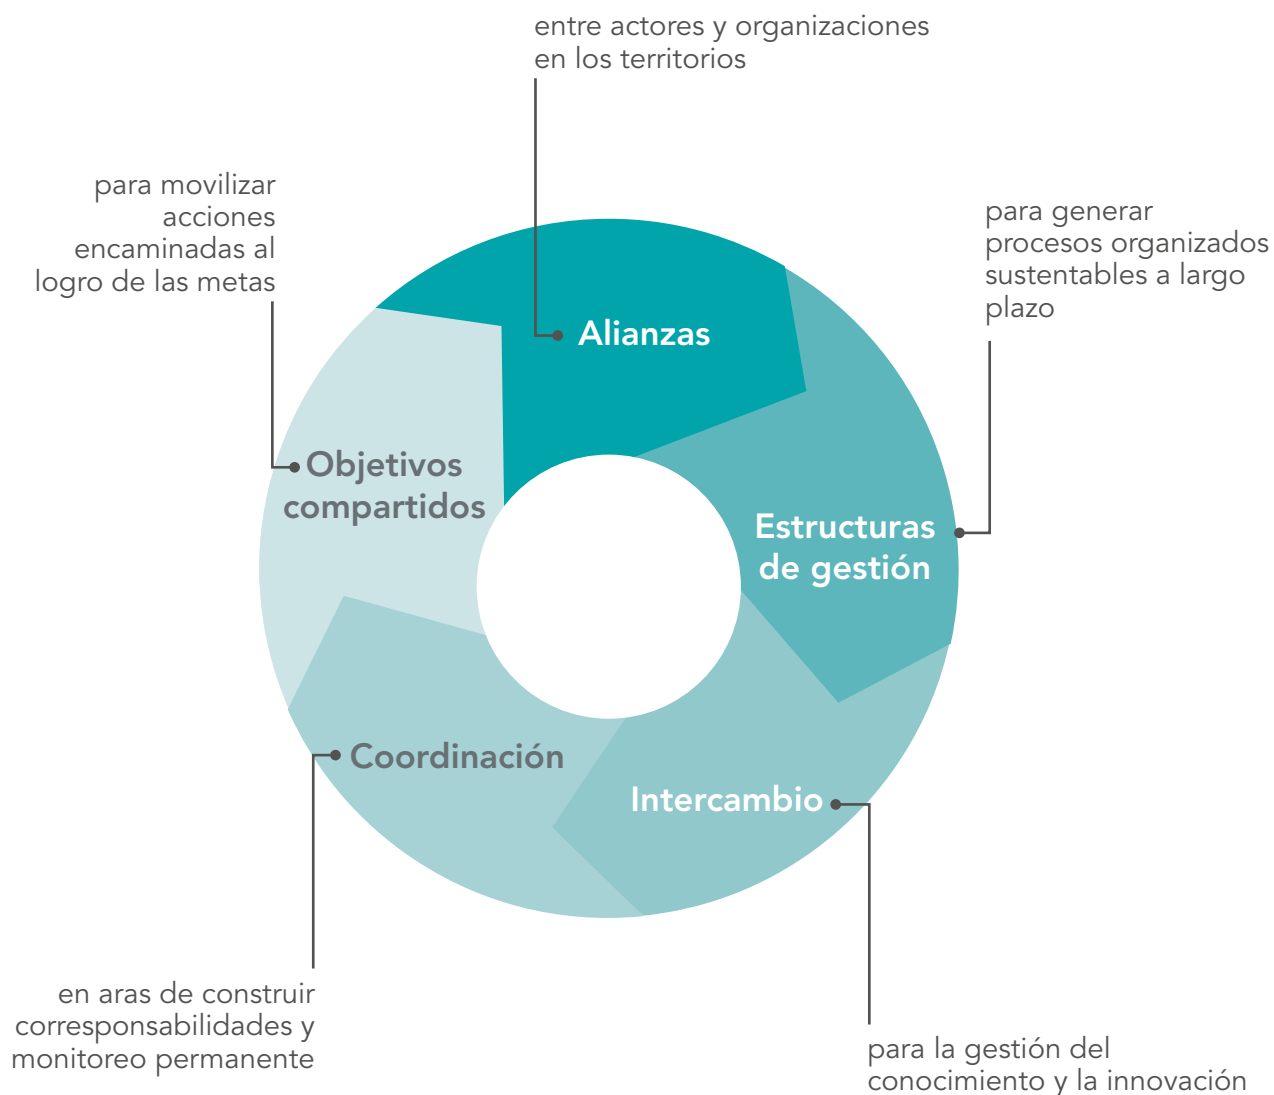 entre actores y organizaciones
en los territorios
Alianzas
para generar
procesos organizados
sustentables a largo
plazo
Estructuras
de gestión
Intercambio
para la gestión del
conocimiento y la innovación
Coordinación
en aras de construir
corresponsabilidades y
monitoreo permanente
para movilizar
acciones
encaminadas al
logro de las metas
Objetivos
compartidos